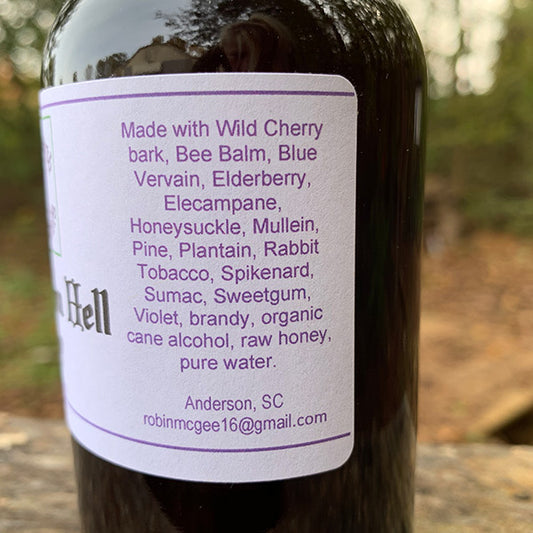 Made with Wild Cherry
bark, Bee Balm, Blue
Vervain, Elderberry,
Elecampane,
Honeysuckle, Mullein,
Pine, Plantain, Rabbit
Tobacco, Spikenard,
Sumac, Sweetgum,
Violet, brandy, organic
cane alcohol, raw honey,
pure water.
Anderson, SC
robinmcgee16@gmail.com
Hell